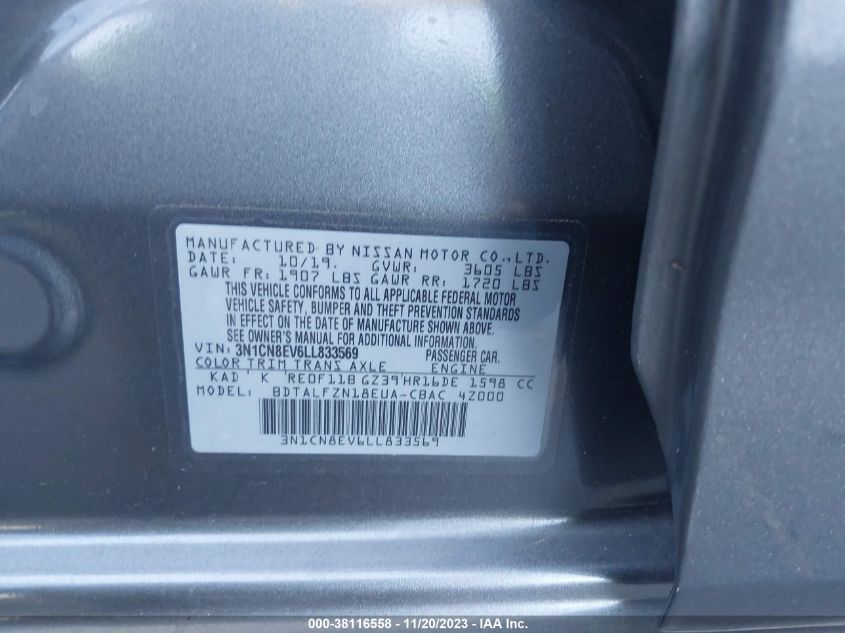 MANUFACTURED BY NISSAN MOTOR CO., LTD.
DATE: 10/19. GVWR: 3605 LBS
GAWR FR: 1907 LBS GAWR RR: 1720 LBS
THIS VEHICLE CONFORMS TO ALL APPLICABLE FEDERAL MOTOR
VEHICLE SAFETY, BUMPER AND THEFT PREVENTION STANDARDS
IN EFFECT ON THE DATE OF MANUFACTURE SHOWN ABOVE.
SEE OWNER'S MANUAL FOR ADDITIONAL INFORMATION.
VIN: 3N1CN8EV6LL833569 PASSENGER CAR.
COLOR TRIM TRANS AXLE ENGINE
KAD K RE0F11B GZ39 HR16DE 1598 CC
MODEL: BDTALFZN18EUA-CBAC 4Z000
3N1CN8EV6LL833569
000-38116558 - 11/20/2023 - IAA Inc.